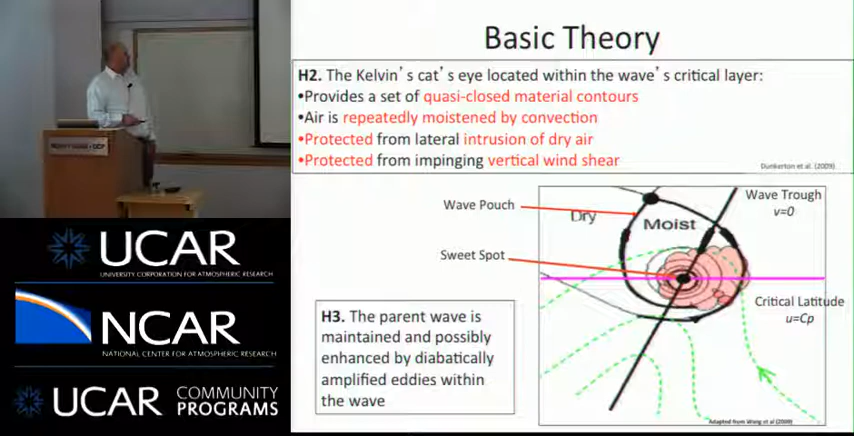 Basic Theory
H2. The Kelvin's cat's eye located within the wave's critical layer:
•Provides a set of quasi-closed material contours
•Air is repeatedly moistened by convection
•Protected from lateral intrusion of dry air
•Protected from impinging vertical wind shear
Dunkerton et al. (2009)
Wave Pouch
Dry
Moist
Wave Trough
v=0
Sweet Spot
Critical Latitude
u=Cp
H3. The parent wave is
maintained and possibly
enhanced by diabatically
amplified eddies within
the wave
Adapted from Wang et al (2009)
UCAR
UNIVERSITY CORPORATION FOR ATMOSPHERIC RESEARCH
NCAR
NATIONAL CENTER FOR ATMOSPHERIC RESEARCH
UCAR
COMMUNITY
PROGRAMS